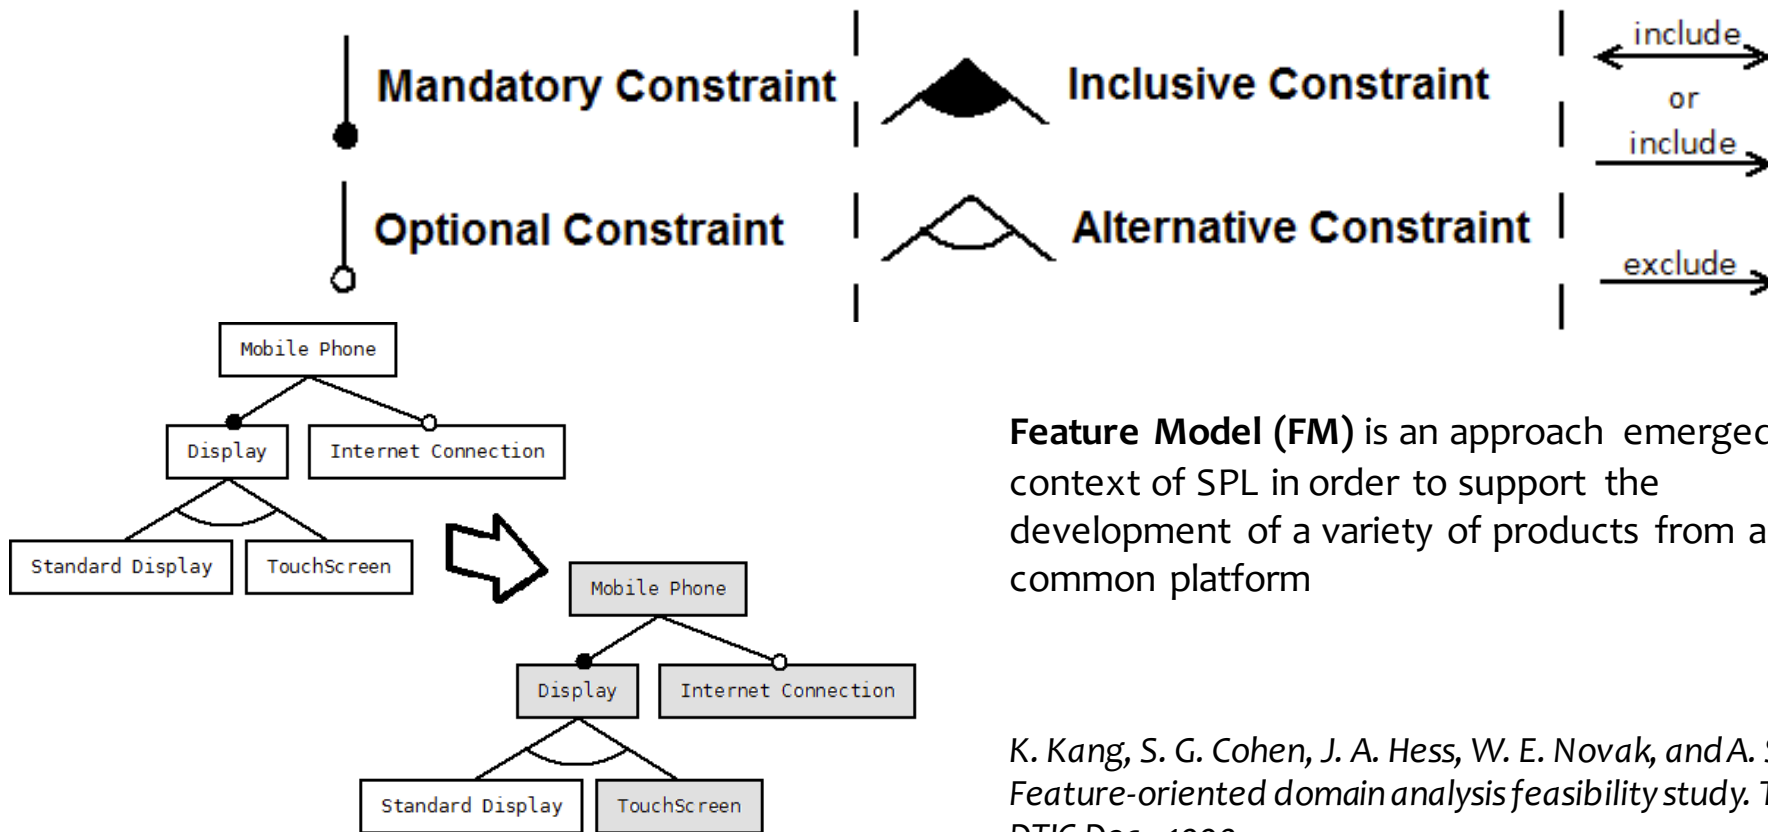 Mandatory Constraint
Optional Constraint
Inclusive Constraint
Alternative Constraint
include
or
include
exclude
Mobile Phone
Display
Internet Connection
Standard Display
TouchScreen
Mobile Phone
Display
Internet Connection
Standard Display
TouchScreen
Feature Model (FM) is an approach emerged
context of SPL in order to support the
development of a variety of products from a
common platform
K. Kang, S. G. Cohen, J. A. Hess, W. E. Novak, and A.
Feature-oriented domain analysis feasibility study.